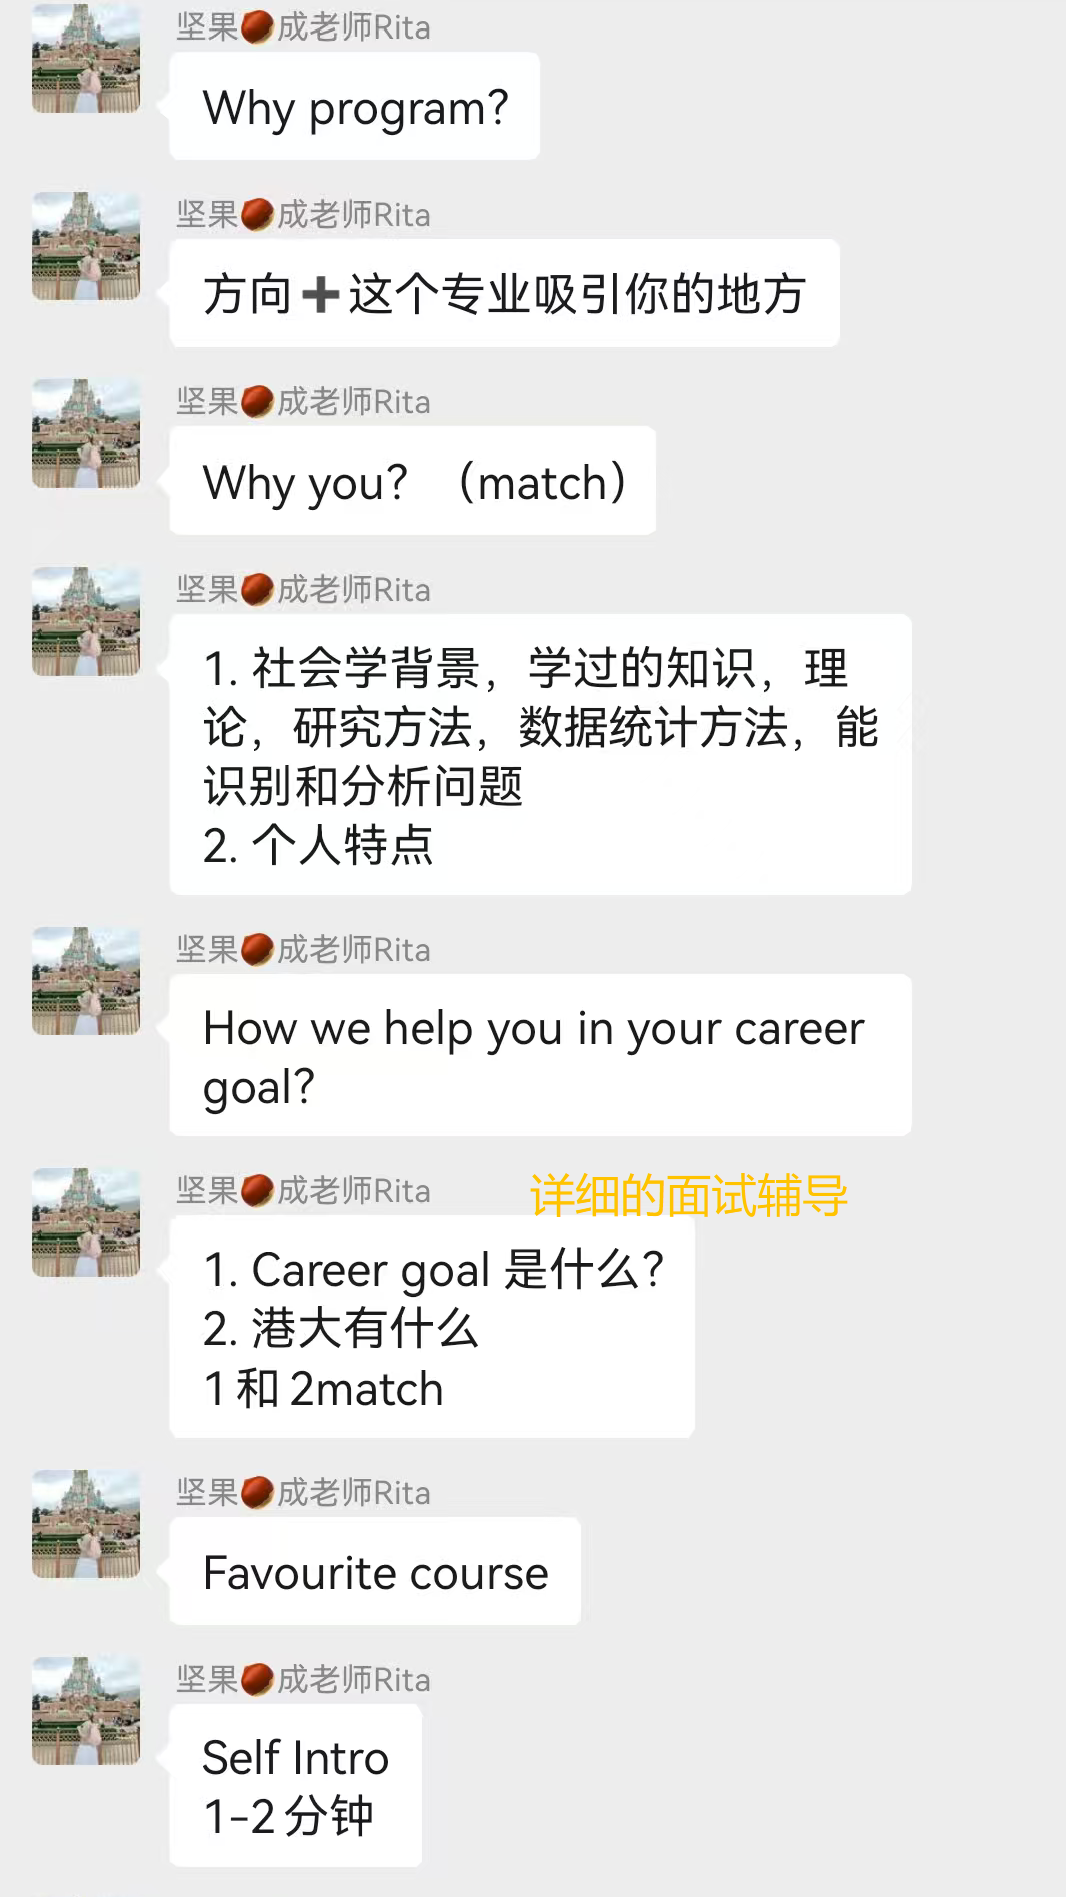 坚果🌰成老师Rita
Why program?
坚果🌰成老师Rita
方向➕这个专业吸引你的地方
坚果🌰成老师Rita
Why you? （match）
坚果🌰成老师Rita
1. 社会学背景，学过的知识，理
论，研究方法，数据统计方法，能
识别和分析问题
2. 个人特点
坚果🌰成老师Rita
How we help you in your career
goal?
坚果🌰成老师Rita
详细的面试辅导
1. Career goal 是什么?
2. 港大有什么
1和2match
坚果🌰成老师Rita
Favourite course
坚果🌰成老师Rita
Self Intro
1-2分钟